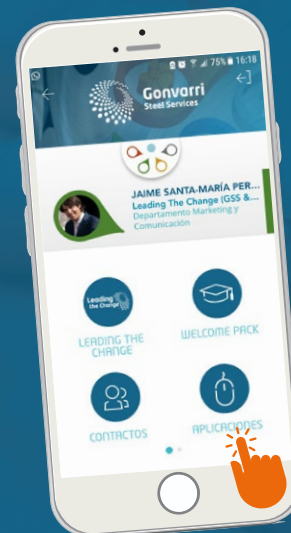 75% 16:18
Gonvarri
Steel Services
JAIME SANTA-MARÍA PER...
Leading The Change (GSS &...
Departamento Marketing y
Comunicación
Leading
the Change
LEADING THE
CHANGE
WELCOME PACK
CONTACTOS
APLICACIONES